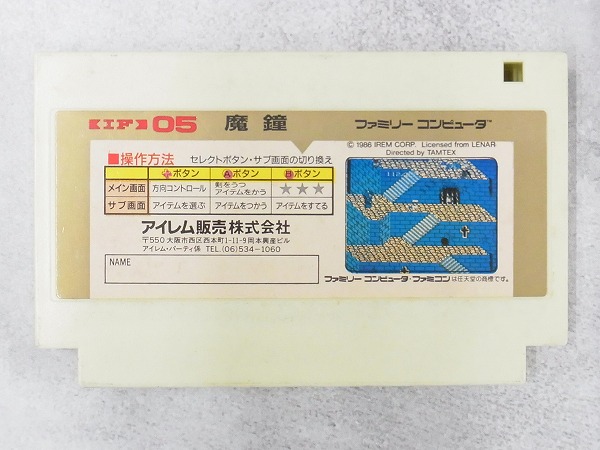 IF 05 魔鐘 ファミリー コンピュータ™
© 1986 IREM CORP. Licensed from LENAR
Directed by TAMTEX
■操作方法 セレクトボタン・サブ画面の切り換え
✚ボタン Aボタン Bボタン
メイン画面 方向コントロール 剣をうつ アイテムをかう ★★★
サブ画面 アイテムを選ぶ アイテムをつかう アイテムをすてる
アイレム販売株式会社
〒550 大阪市西区西本町1-11-9岡本興産ビル
アイレム・パーティ係 TEL.(06)534-1060
NAME
ファミリー コンピュータ・ファミコンは任天堂の商標です。